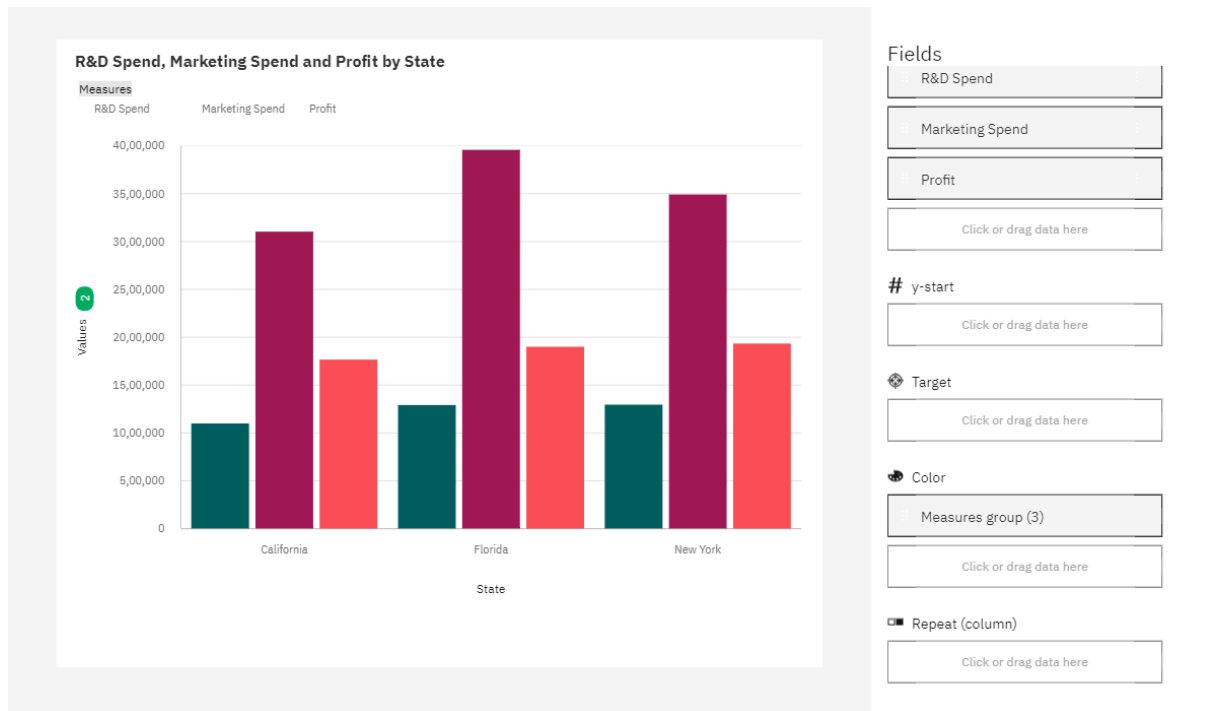 R&D Spend, Marketing Spend and Profit by State
Measures
R&D Spend Marketing Spend Profit
40,00,000
35,00,000
30,00,000
25,00,000
20,00,000
15,00,000
10,00,000
5,00,000
0
Values 2
California Florida New York
State
Fields
R&D Spend
Marketing Spend
Profit
Click or drag data here
# y-start
Click or drag data here
Target
Click or drag data here
Color
Measures group (3)
Click or drag data here
Repeat (column)
Click or drag data here